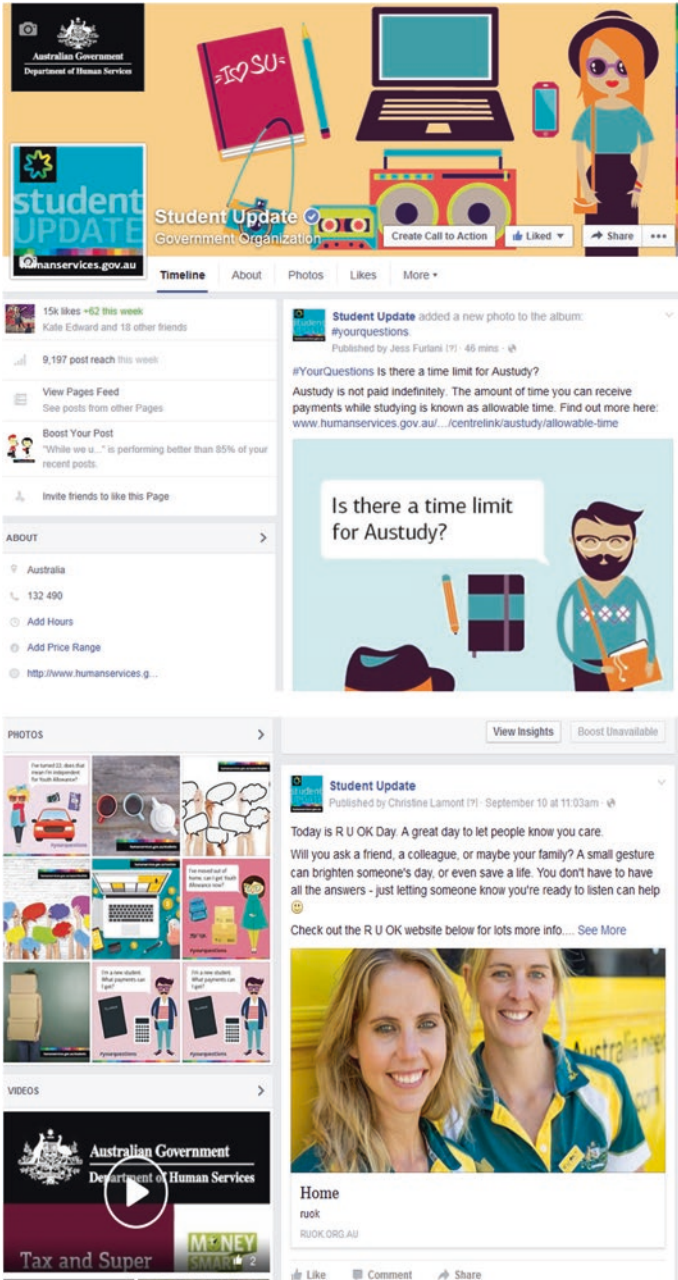 Australian Government
Department of Human Services
I ♡ SU
student
UPDATE
humanservices.gov.au
Student Update
Government Organization
Create Call to Action
Liked
Share
Timeline
About
Photos
Likes
More
15k likes +62 this week
Kate Edward and 18 other friends
9,197 post reach this week
View Pages Feed
See posts from other Pages
Boost Your Post
"While we u..." is performing better than 85% of your
recent posts.
Invite friends to like this Page
ABOUT
Australia
132 490
Add Hours
Add Price Range
http://www.humanservices.g...
Student Update added a new photo to the album:
#yourquestions.
Published by Jess Furlani [?] · 46 mins ·
#YourQuestions Is there a time limit for Austudy?
Austudy is not paid indefinitely. The amount of time you can receive
payments while studying is known as allowable time. Find out more here:
www.humanservices.gov.au/.../centrelink/austudy/allowable-time
Is there a time limit
for Austudy?
PHOTOS
I've turned 22, does that
mean I'm independent
for Youth Allowance?
#yourquestions
I've moved out of
home, can I get Youth
Allowance now?
#yourquestions
I'm a new student.
What payments can
I get?
#yourquestions
I'm a new student.
What payments can
I get?
#yourquestions
VIDEOS
Australian Government
Department of Human Services
Tax and Super
MONEY
SMART
2
View Insights
Boost Unavailable
Student Update
Published by Christine Lamont [?] · September 10 at 11:03am ·
Today is R U OK Day. A great day to let people know you care.
Will you ask a friend, a colleague, or maybe your family? A small gesture
can brighten someone's day, or even save a life. You don't have to have
all the answers - just letting someone know you're ready to listen can help
Check out the R U OK website below for lots more info.... See More
Australia need
.com
Home
ruok
RUOK.ORG.AU
Like
Comment
Share